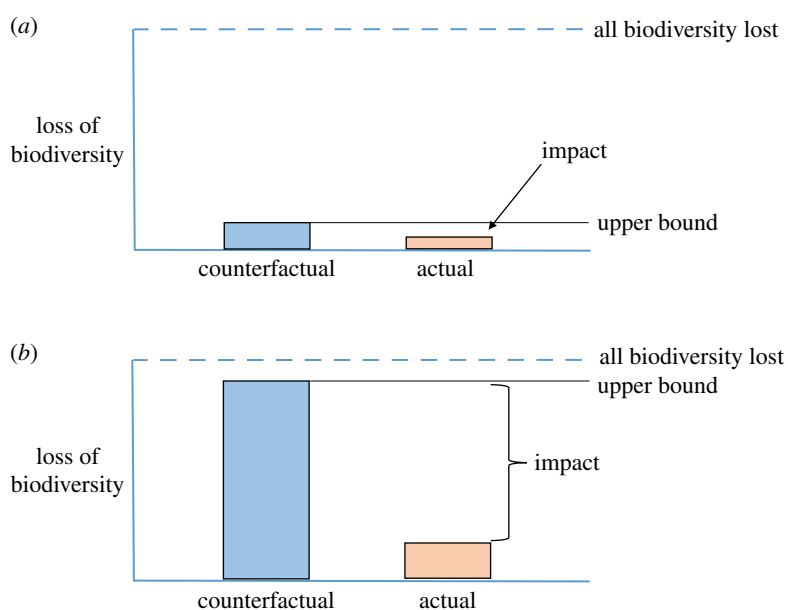 (a)
all biodiversity lost
loss of
biodiversity
impact
upper bound
counterfactual
actual
(b)
all biodiversity lost
upper bound
loss of
biodiversity
impact
counterfactual
actual